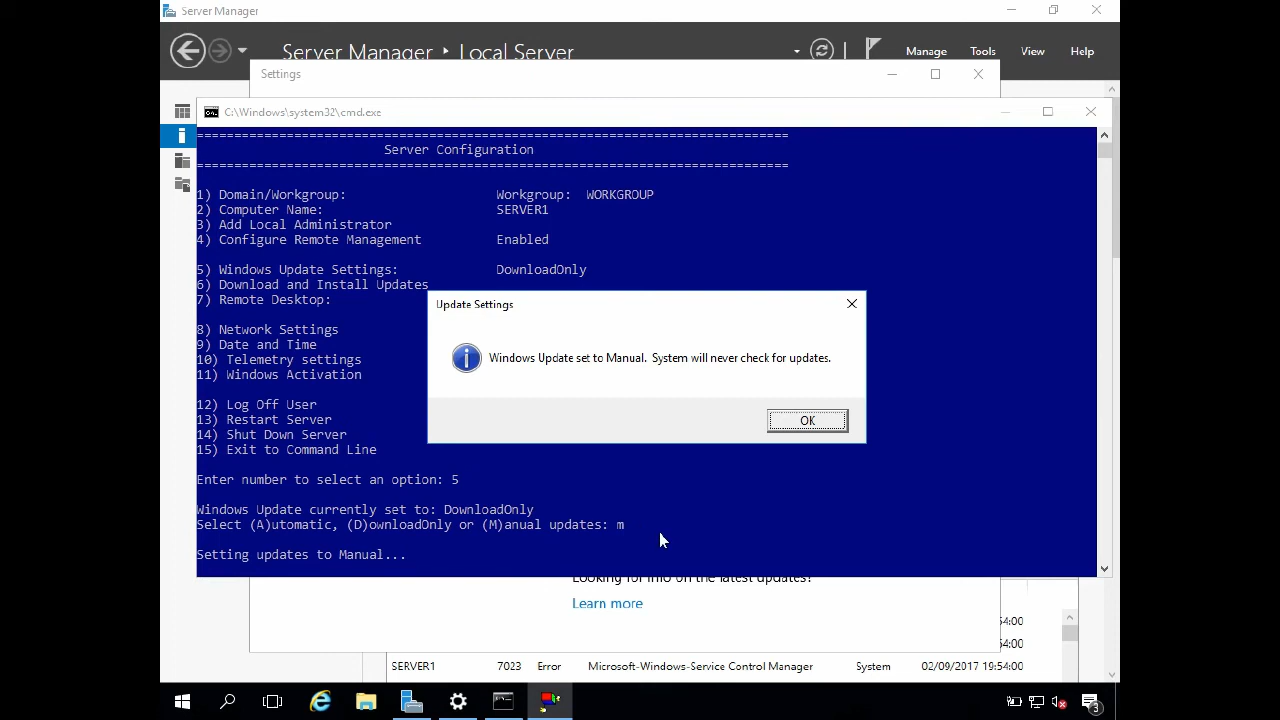 Server Manager
Server Manager ‣ Local Server
Manage Tools View Help
Settings
C:\Windows\system32\cmd.exe
===============================================================================
Server Configuration
===============================================================================
1) Domain/Workgroup: Workgroup: WORKGROUP
2) Computer Name: SERVER1
3) Add Local Administrator
4) Configure Remote Management Enabled
5) Windows Update Settings: DownloadOnly
6) Download and Install Updates
7) Remote Desktop:
8) Network Settings
9) Date and Time
10) Telemetry settings
11) Windows Activation
12) Log Off User
13) Restart Server
14) Shut Down Server
15) Exit to Command Line
Enter number to select an option: 5
Windows Update currently set to: DownloadOnly
Select (A)utomatic, (D)ownloadOnly or (M)anual updates: m
Setting updates to Manual...
Update Settings
Windows Update set to Manual. System will never check for updates.
OK
Looking for info on the latest updates?
Learn more
54:00
54:00
SERVER1 7023 Error Microsoft-Windows-Service Control Manager System 02/09/2017 19:54:00
3